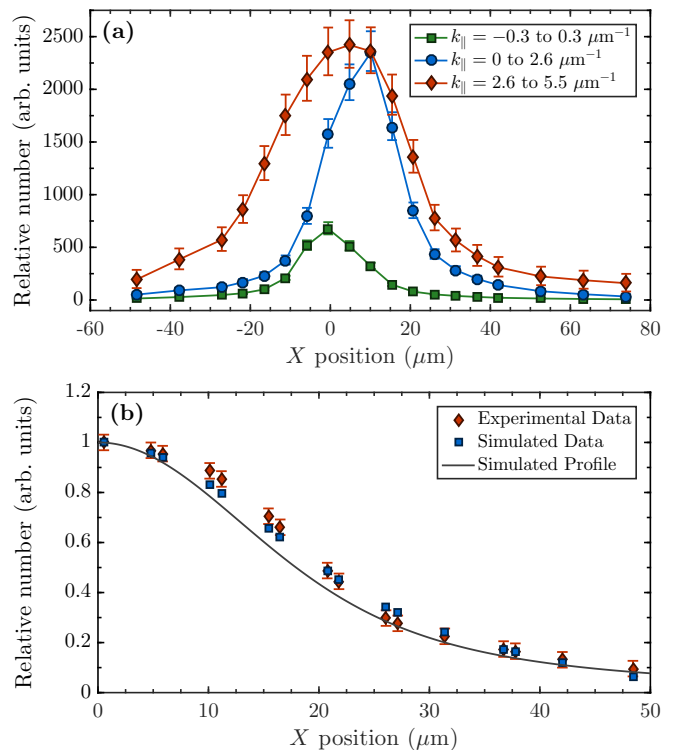 (a)
k∥ = −0.3 to 0.3 μm⁻¹
k∥ = 0 to 2.6 μm⁻¹
k∥ = 2.6 to 5.5 μm⁻¹
Relative number (arb. units)
2500
2000
1500
1000
500
0
-60 -40 -20 0 20 40 60 80
X position (μm)
(b)
Experimental Data
Simulated Data
Simulated Profile
Relative number (arb. units)
1.2
1
0.8
0.6
0.4
0.2
0
0 10 20 30 40 50
X position (μm)